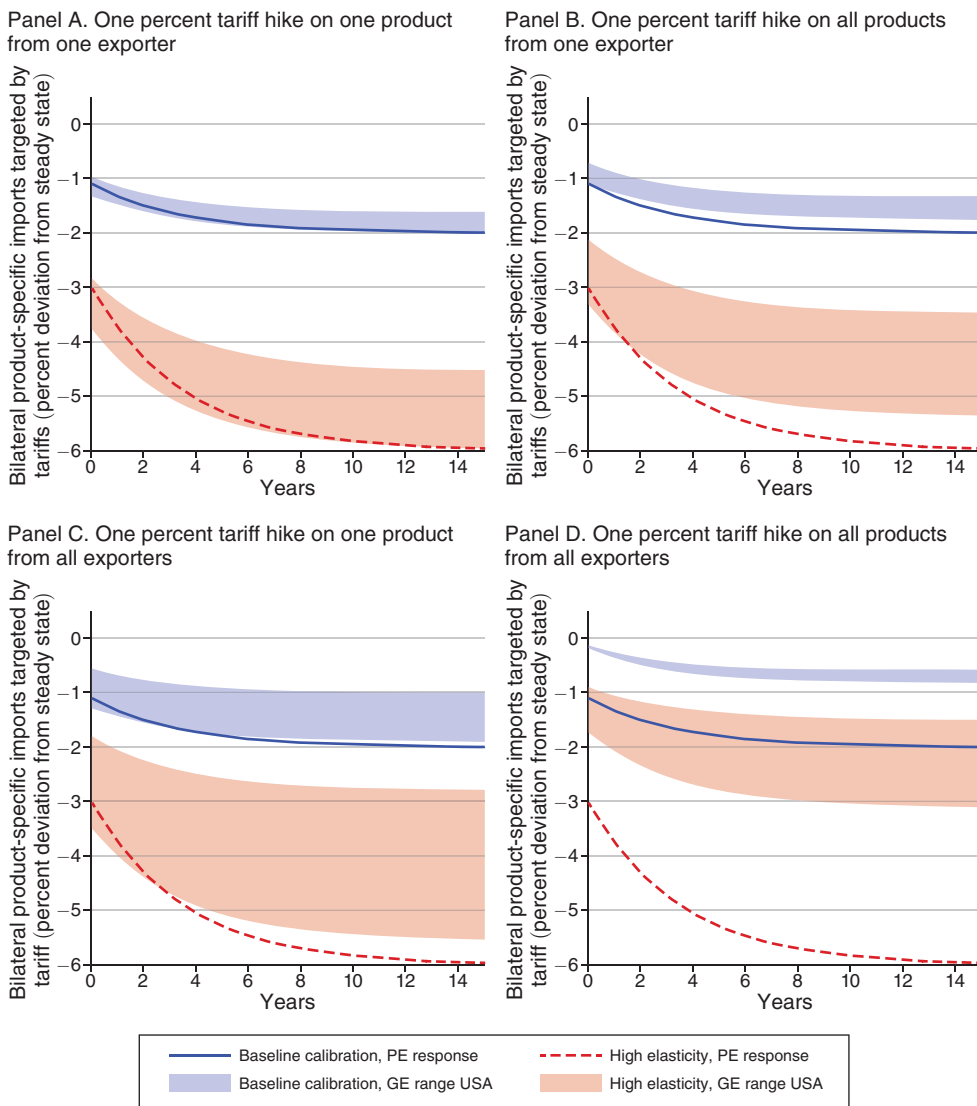 Panel A. One percent tariff hike on one product
from one exporter
Bilateral product-specific imports targeted by
tariffs (percent deviation from steady state)
0
−1
−2
−3
−4
−5
−6
0 2 4 6 8 10 12 14
Years
Panel B. One percent tariff hike on all products
from one exporter
Bilateral product-specific imports targeted by
tariffs (percent deviation from steady state)
0
−1
−2
−3
−4
−5
−6
0 2 4 6 8 10 12 14
Years
Panel C. One percent tariff hike on one product
from all exporters
Bilateral product-specific imports targeted by
tariff (percent deviation from steady state)
0
−1
−2
−3
−4
−5
−6
0 2 4 6 8 10 12 14
Years
Panel D. One percent tariff hike on all products
from all exporters
Bilateral product-specific imports targeted by
tariff (percent deviation from steady state)
0
−1
−2
−3
−4
−5
−6
0 2 4 6 8 10 12 14
Years
Baseline calibration, PE response
High elasticity, PE response
Baseline calibration, GE range USA
High elasticity, GE range USA